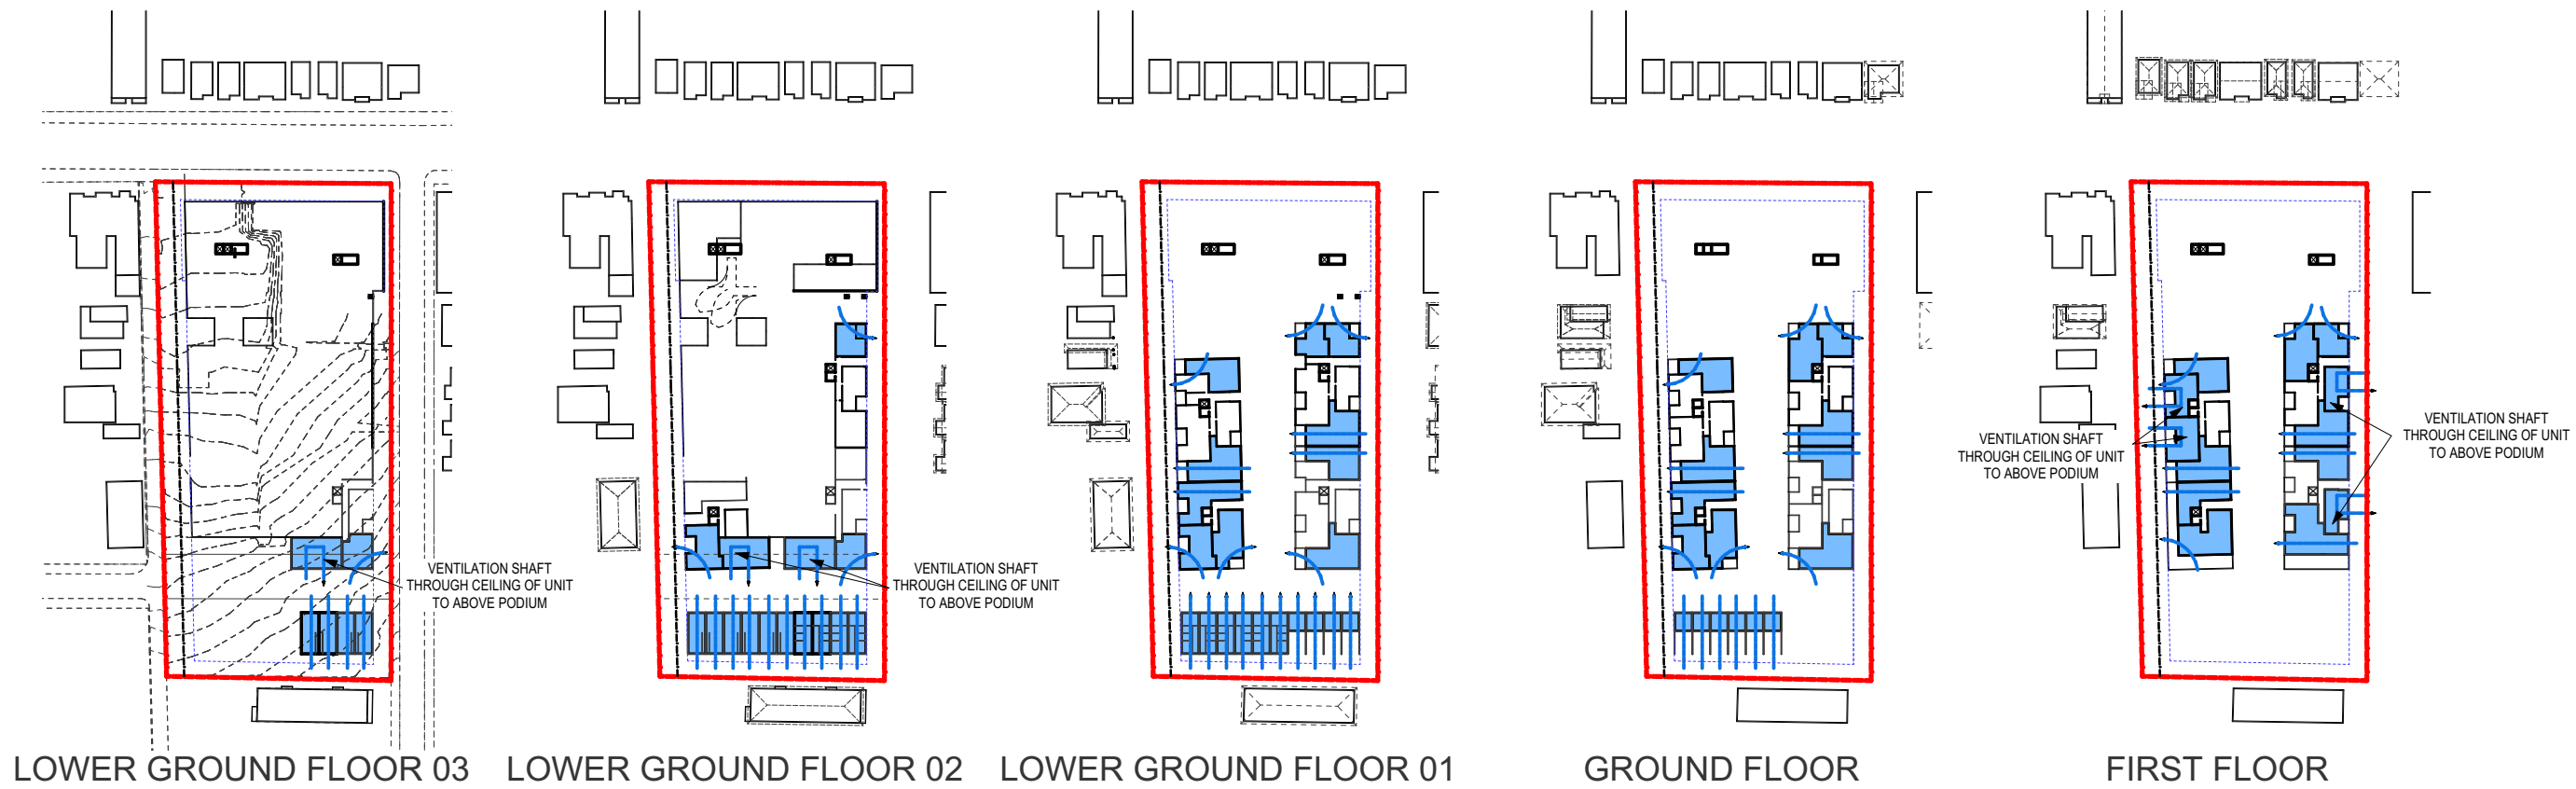 VENTILATION SHAFT
THROUGH CEILING OF UNIT
TO ABOVE PODIUM
VENTILATION SHAFT
THROUGH CEILING OF UNIT
TO ABOVE PODIUM
VENTILATION SHAFT
THROUGH CEILING OF UNIT
TO ABOVE PODIUM
VENTILATION SHAFT
THROUGH CEILING OF UNIT
TO ABOVE PODIUM
LOWER GROUND FLOOR 03
LOWER GROUND FLOOR 02
LOWER GROUND FLOOR 01
GROUND FLOOR
FIRST FLOOR